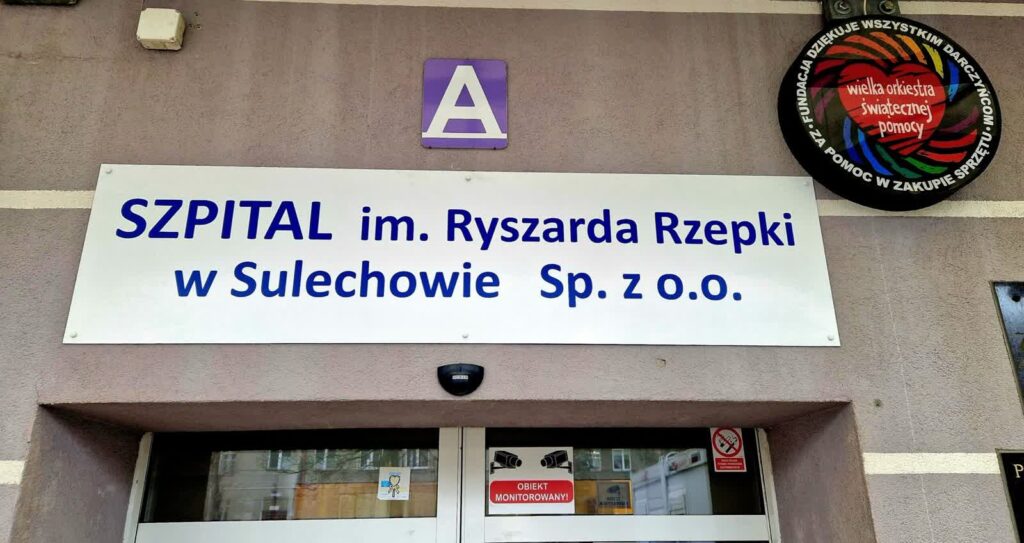 A
SZPITAL im. Ryszarda Rzepki
w Sulechowie Sp. z o.o.
• FUNDACJA DZIĘKUJE WSZYSTKIM DARCZYŃCOM •
wielka orkiestra
świątecznej
pomocy
ZA POMOC W ZAKUPIE SPRZĘTU
OBIEKT
MONITOROWANY!
P